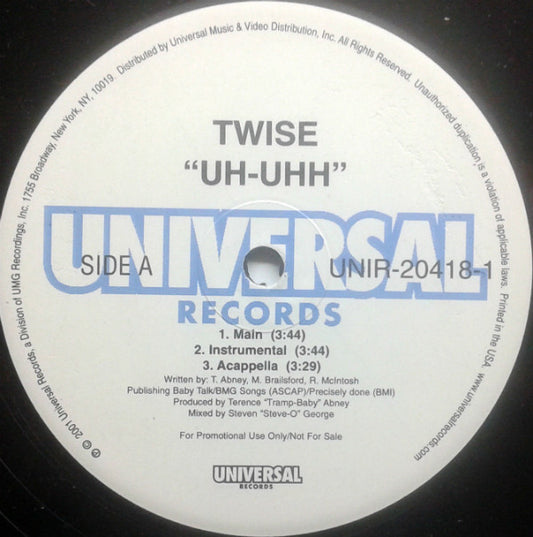 TWISE
“UH-UHH”
UNIVERSAL
SIDE A
UNIR-20418-1
RECORDS
1. Main (3:44)
2. Instrumental (3:44)
3. Acappella (3:29)
Written by: T. Abney, M. Brailsford, R. McIntosh
Publishing Baby Talk/BMG Songs (ASCAP)/Precisely done (BMI)
Produced by Terence "Tramp-Baby" Abney
Mixed by Steven "Steve-O" George
For Promotional Use Only/Not For Sale
UNIVERSAL
RECORDS
℗ © 2001 Universal Records, a Division of UMG Recordings, Inc. 1755 Broadway, New York, NY, 10019. Distributed by Universal Music & Video Distribution, Inc. All Rights Reserved. Unauthorized duplication is a violation of applicable laws. Printed in the USA. www.universalrecords.com